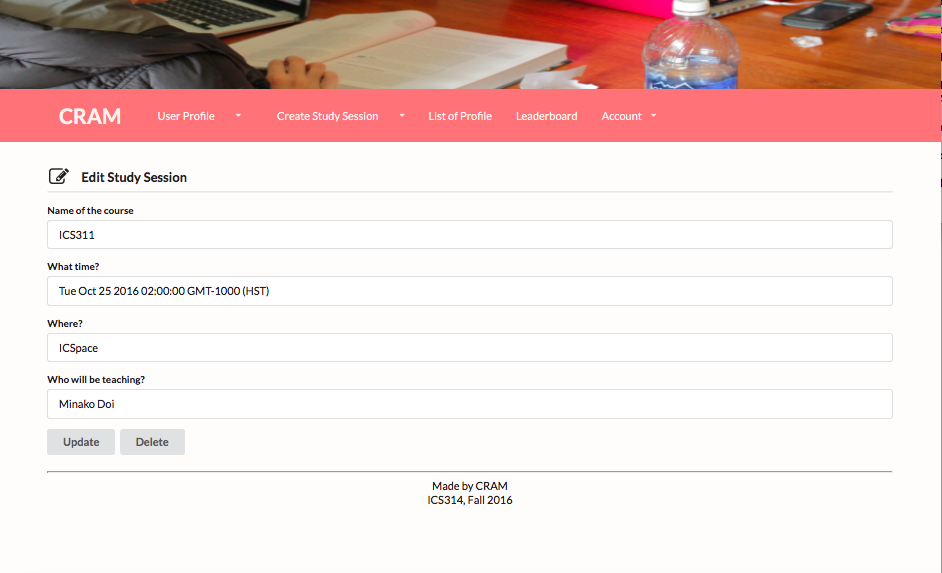 CRAM User Profile Create Study Session List of Profile Leaderboard Account
Edit Study Session
Name of the course
ICS311
What time?
Tue Oct 25 2016 02:00:00 GMT-1000 (HST)
Where?
ICSpace
Who will be teaching?
Minako Doi
Update Delete
Made by CRAM
ICS314, Fall 2016